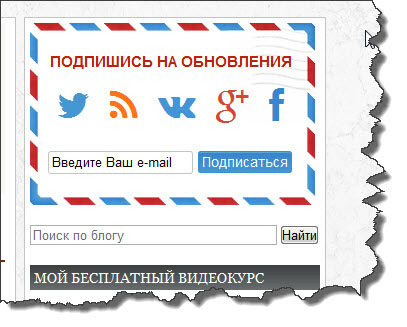 ПОДПИШИСЬ НА ОБНОВЛЕНИЯ
g+ f
Введите Ваш e-mail Подписаться
Поиск по блогу Найти
МОЙ БЕСПЛАТНЫЙ ВИДЕОКУРС